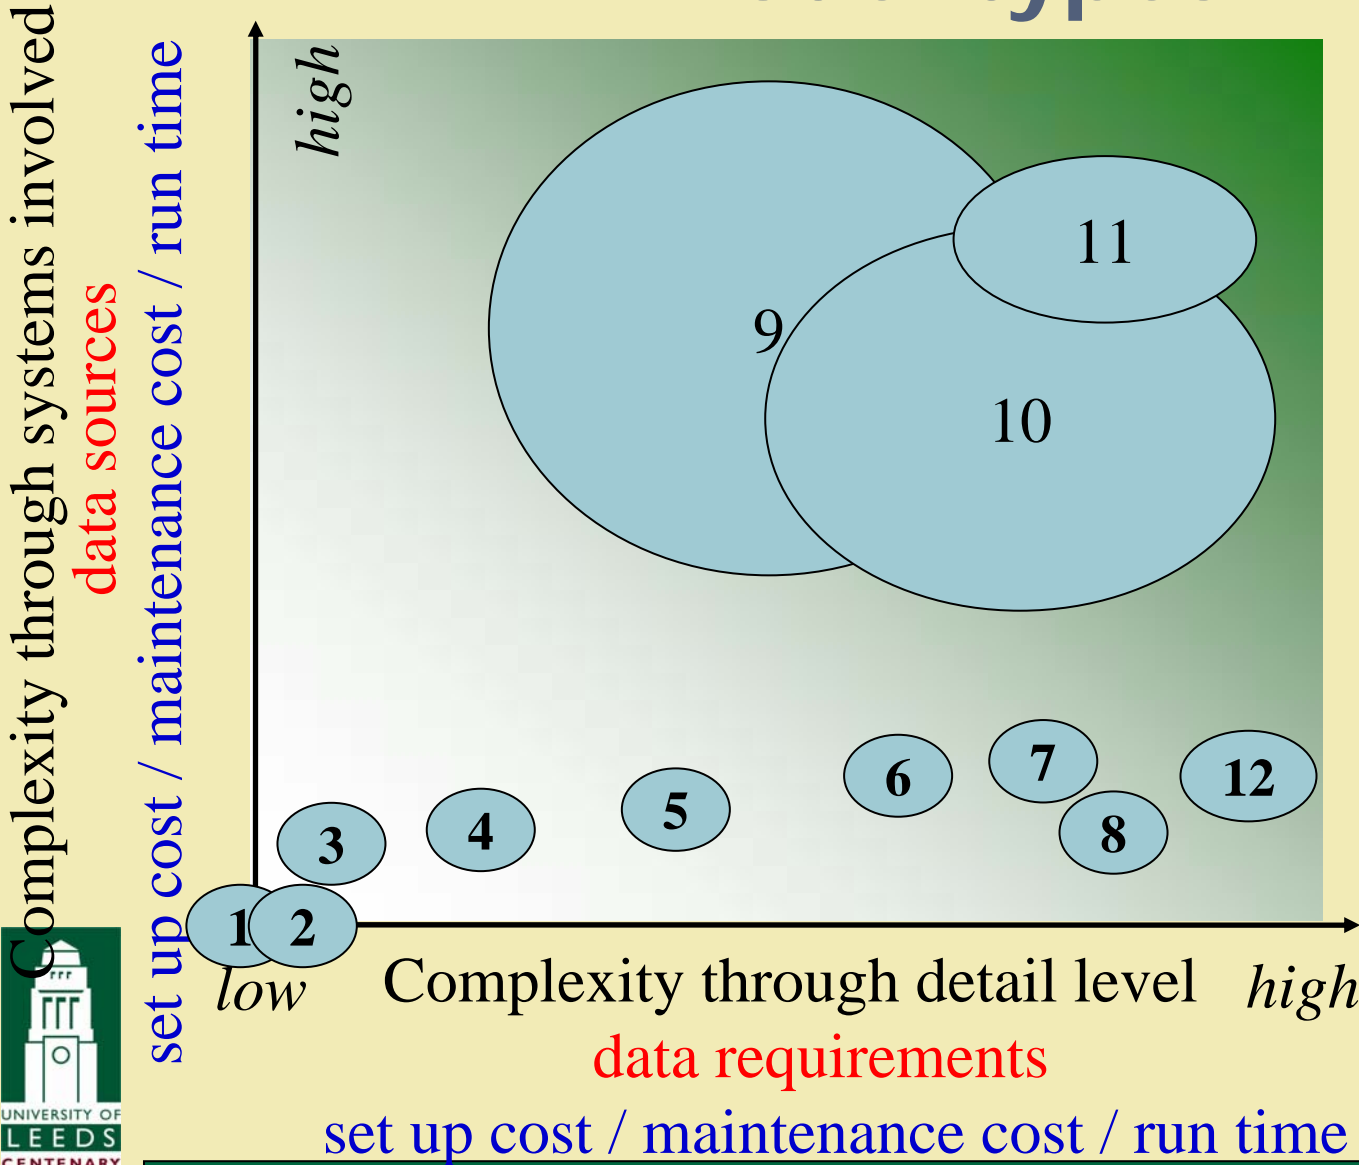 Complexity through systems involved
data sources
set up cost / maintenance cost / run time
high
9
11
10
6
7
12
5
8
4
3
1
2
low
Complexity through detail level
high
data requirements
set up cost / maintenance cost / run time
UNIVERSITY OF
LEEDS
CENTENARY